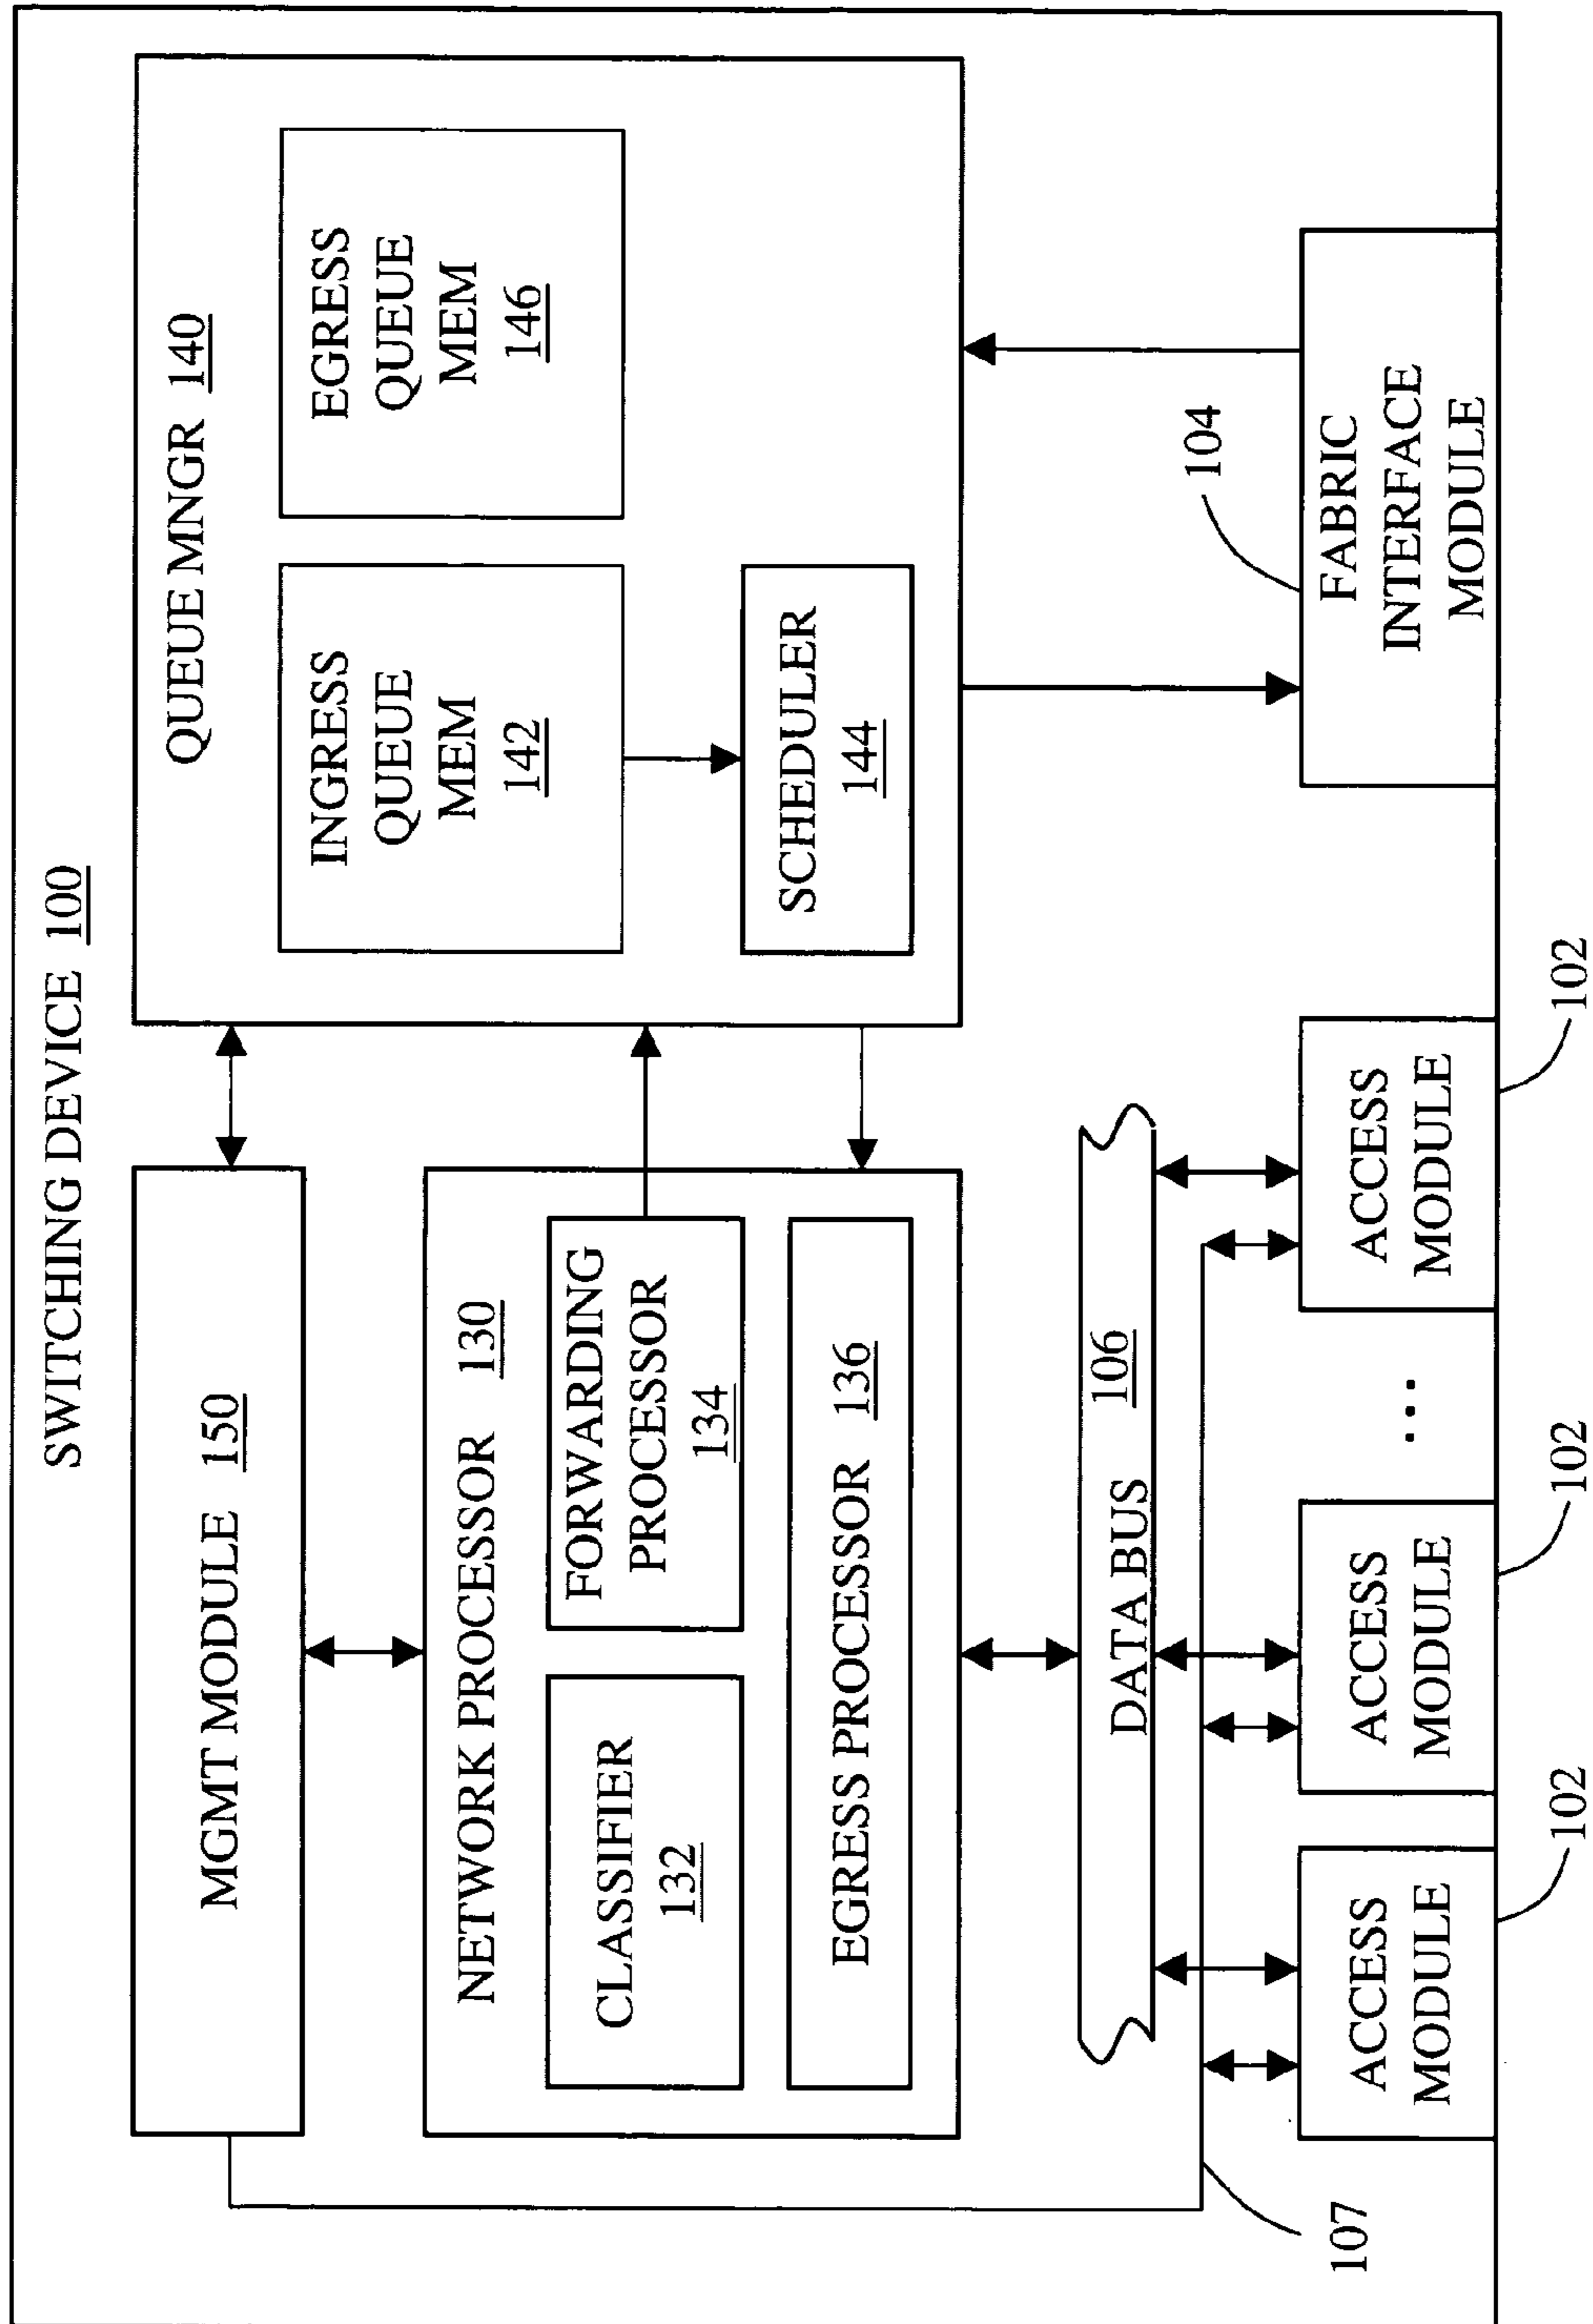 SWITCHING DEVICE 100
MGMT MODULE 150
QUEUE MNGR 140
NETWORK PROCESSOR 130
CLASSIFIER
132
FORWARDING
PROCESSOR
134
EGRESS PROCESSOR 136
INGRESS
QUEUE
MEM
142
EGRESS
QUEUE
MEM
146
SCHEDULER
144
DATA BUS 106
107
ACCESS
MODULE
102
ACCESS
MODULE
102
...
ACCESS
MODULE
102
104
FABRIC
INTERFACE
MODULE